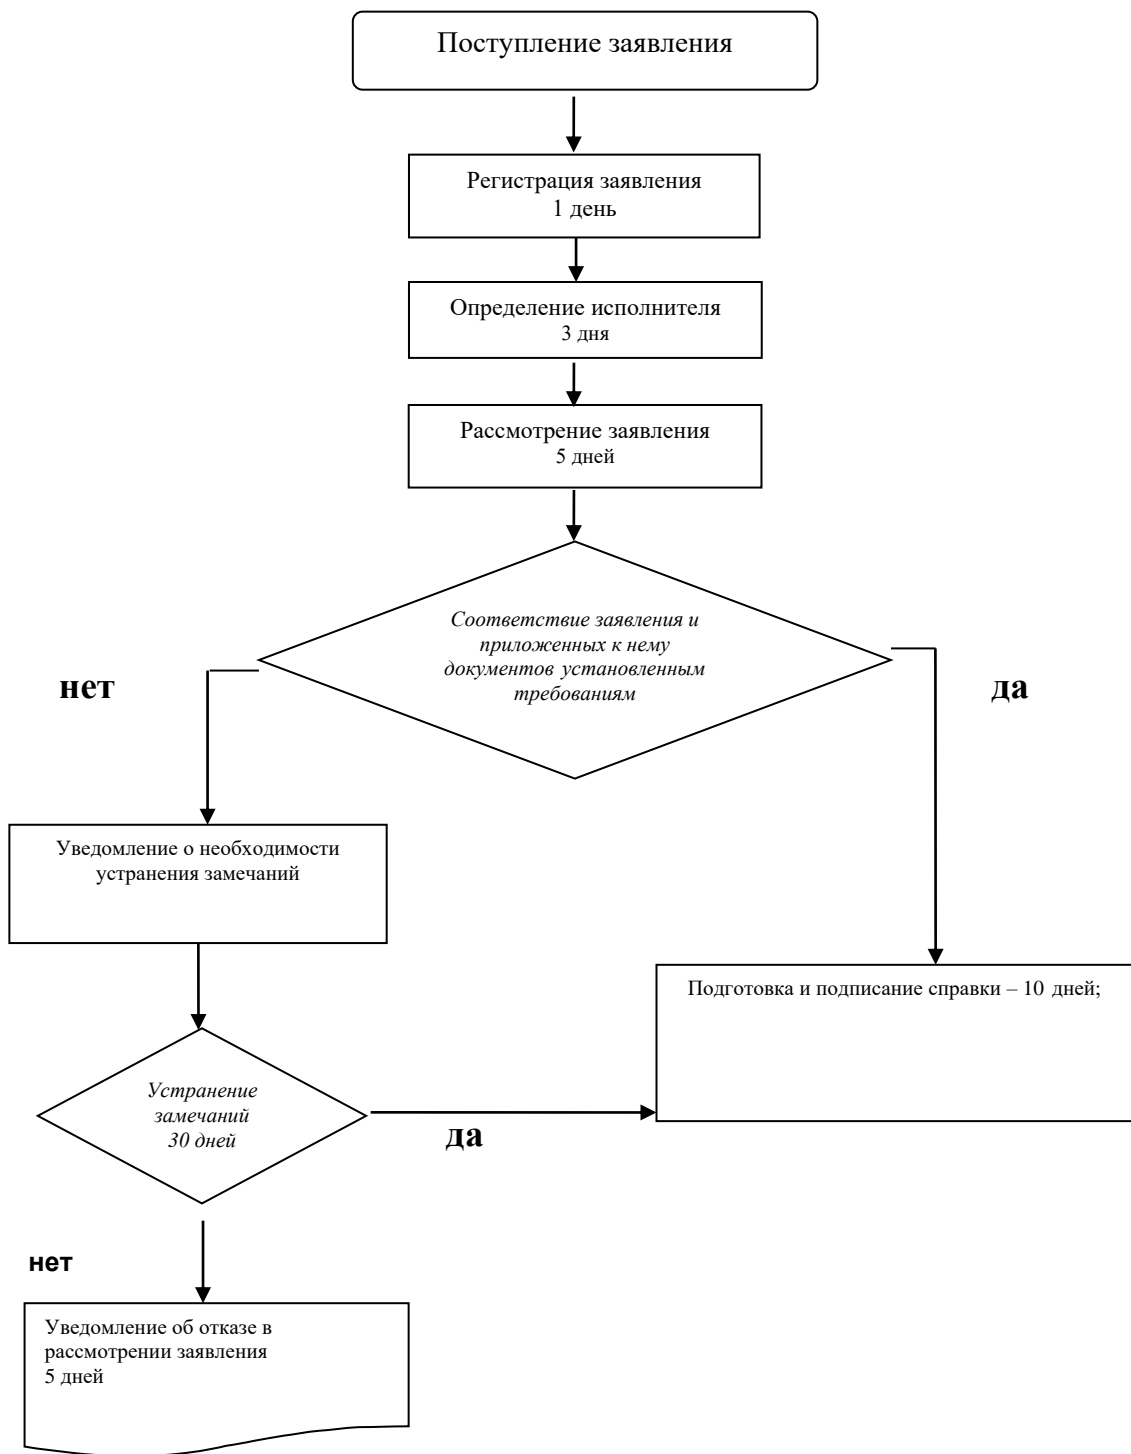 Поступление заявления
Регистрация заявления
1 день
Определение исполнителя
3 дня
Рассмотрение заявления
5 дней
Соответствие заявления и
приложенных к нему
документов установленным
требованиям
нет
да
Уведомление о необходимости
устранения замечаний
Подготовка и подписание справки – 10 дней;
Устранение
замечаний
30 дней
да
нет
Уведомление об отказе в
рассмотрении заявления
5 дней